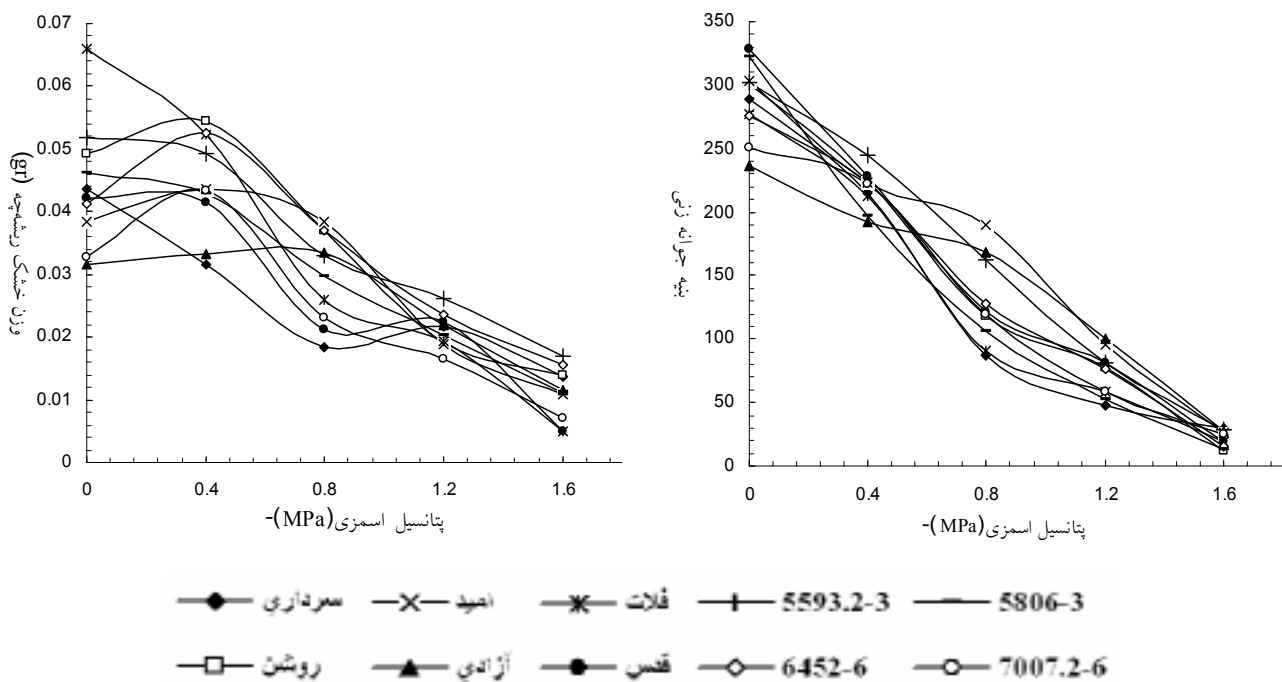 0.07
0.06
0.05
0.04
0.03
0.02
0.01
0
وزن خشک ریشه‌چه (gr)
0 0.4 0.8 1.2 1.6
پتانسیل اسمزی(MPa)-
350
300
250
200
150
100
50
0
بنیه جوانه زنی
0 0.4 0.8 1.2 1.6
پتانسیل اسمزی(MPa)-
سرداري امید فلات 5593.2-3 5806-3
روشن آزادي قدس 6452-6 7007.2-6